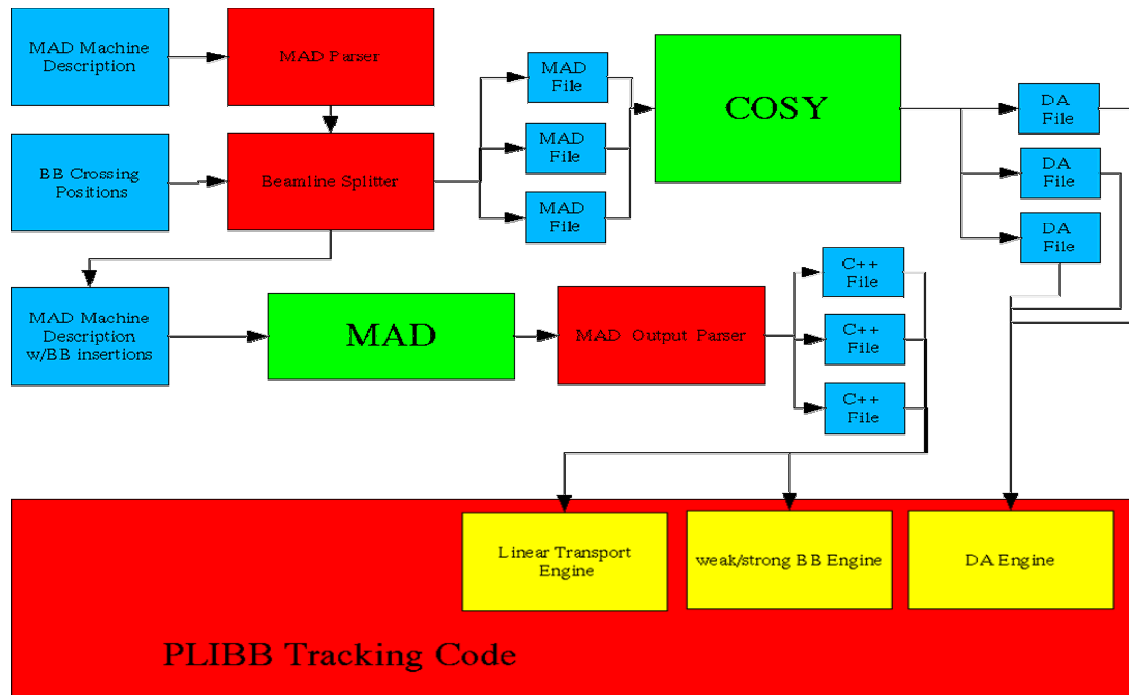 MAD Machine
Description
MAD Parser
MAD
File
COSY
DA
File
BB Crossing
Positions
Beamline Splitter
MAD
File
DA
File
MAD
File
DA
File
MAD Machine
Description
w/BB insertions
MAD
MAD Output Parser
C++
File
C++
File
C++
File
Linear Transport
Engine
weak/strong BB Engine
DA Engine
PLIBB Tracking Code